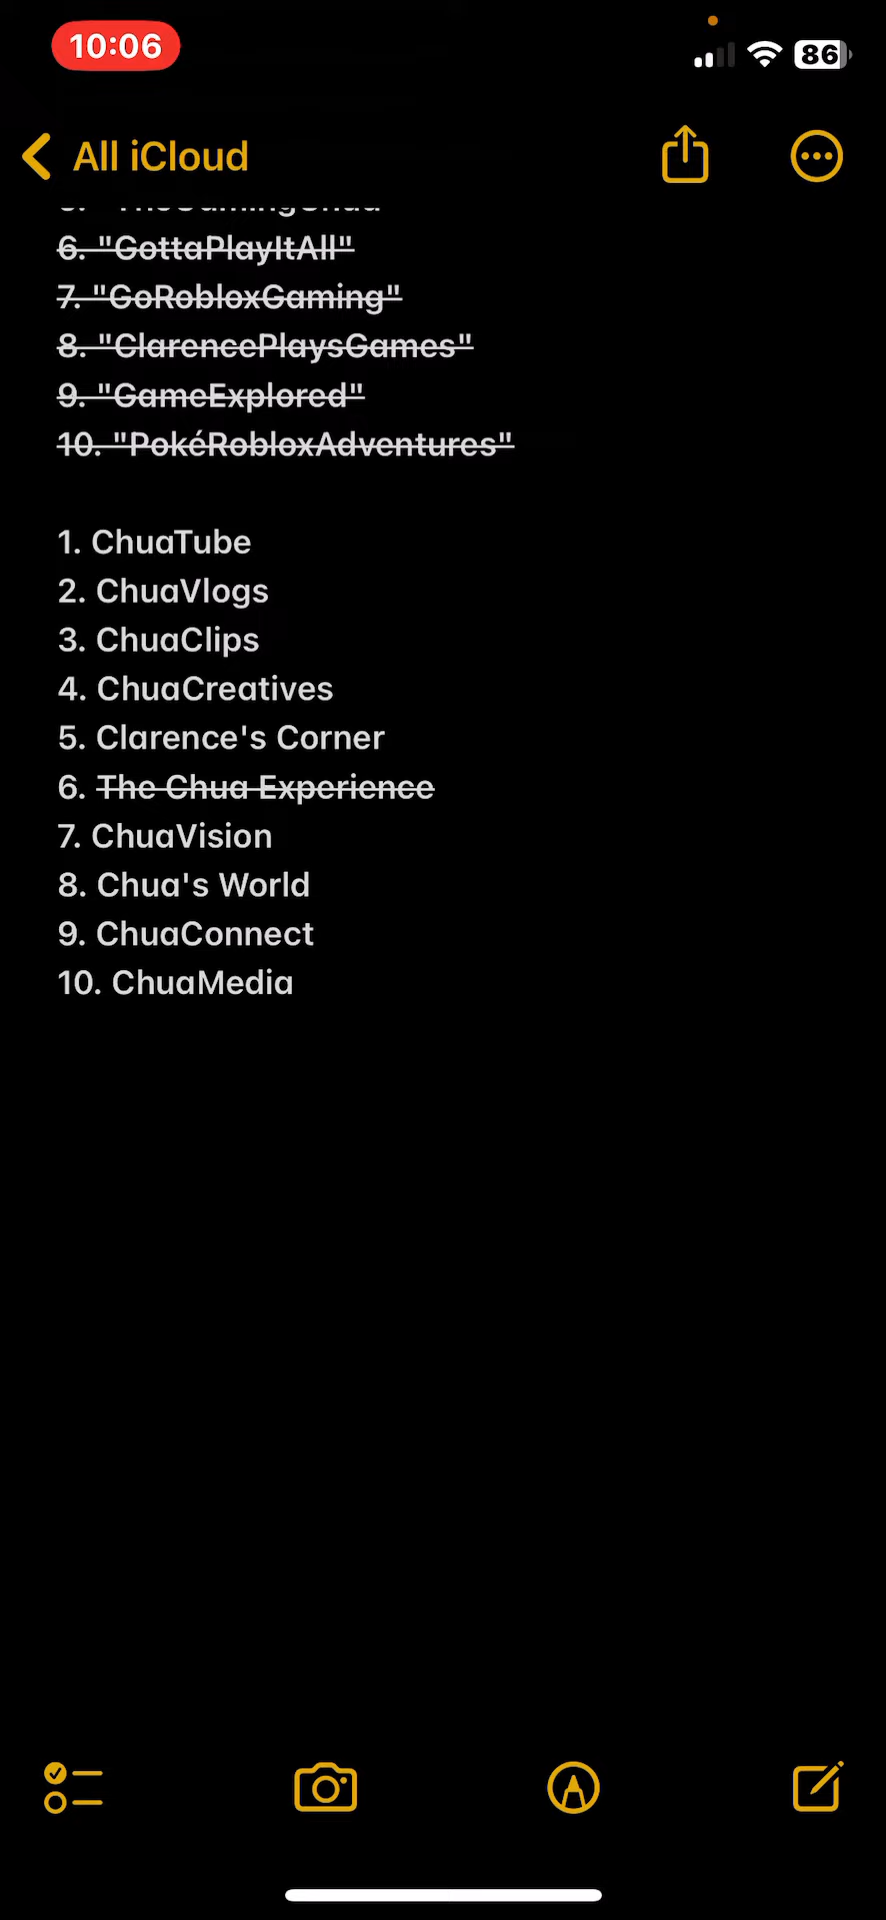 10:06
86
All iCloud
6. "GottaPlayItAll"
7. "GoRobloxGaming"
8. "ClarencePlaysGames"
9. "GameExplored"
10. "PokéRobloxAdventures"
1. ChuaTube
2. ChuaVlogs
3. ChuaClips
4. ChuaCreatives
5. Clarence's Corner
6. The Chua Experience
7. ChuaVision
8. Chua's World
9. ChuaConnect
10. ChuaMedia